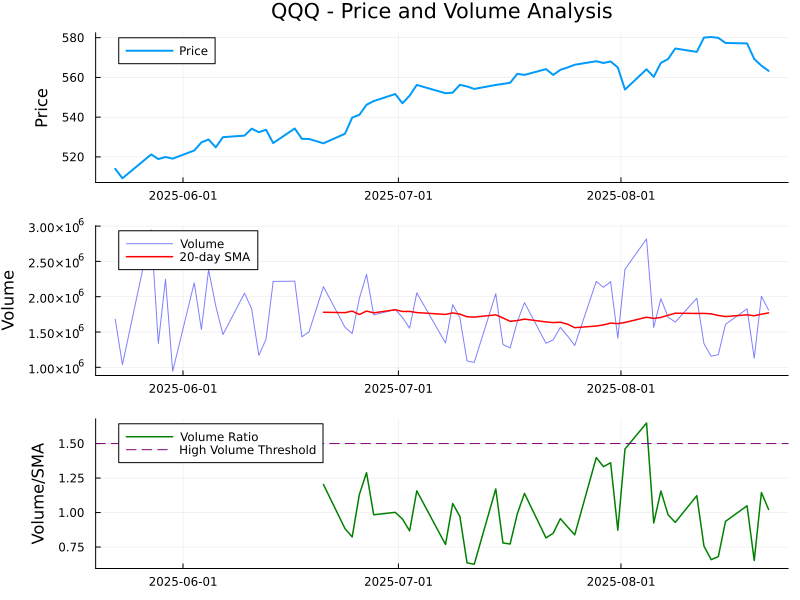 QQQ - Price and Volume Analysis
Price
580
560
540
520
Price
2025-06-01 2025-07-01 2025-08-01
Volume
3.00×10⁶
2.50×10⁶
2.00×10⁶
1.50×10⁶
1.00×10⁶
Volume
20-day SMA
2025-06-01 2025-07-01 2025-08-01
Volume/SMA
1.50
1.25
1.00
0.75
Volume Ratio
High Volume Threshold
2025-06-01 2025-07-01 2025-08-01